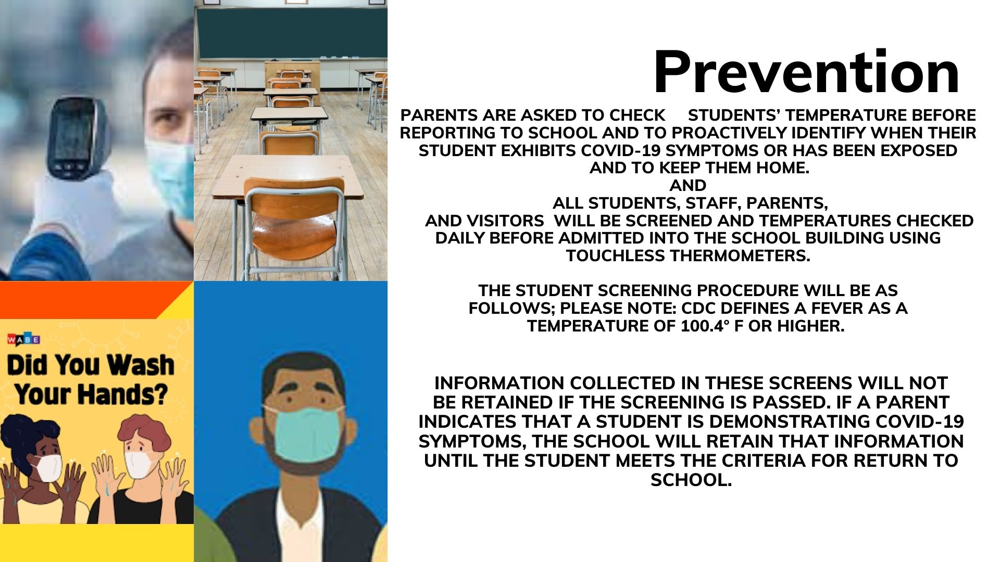 Prevention
PARENTS ARE ASKED TO CHECK STUDENTS’ TEMPERATURE BEFORE
REPORTING TO SCHOOL AND TO PROACTIVELY IDENTIFY WHEN THEIR
STUDENT EXHIBITS COVID-19 SYMPTOMS OR HAS BEEN EXPOSED
AND TO KEEP THEM HOME.
AND
ALL STUDENTS, STAFF, PARENTS,
AND VISITORS WILL BE SCREENED AND TEMPERATURES CHECKED
DAILY BEFORE ADMITTED INTO THE SCHOOL BUILDING USING
TOUCHLESS THERMOMETERS.
THE STUDENT SCREENING PROCEDURE WILL BE AS
FOLLOWS; PLEASE NOTE: CDC DEFINES A FEVER AS A
TEMPERATURE OF 100.4° F OR HIGHER.
INFORMATION COLLECTED IN THESE SCREENS WILL NOT
BE RETAINED IF THE SCREENING IS PASSED. IF A PARENT
INDICATES THAT A STUDENT IS DEMONSTRATING COVID-19
SYMPTOMS, THE SCHOOL WILL RETAIN THAT INFORMATION
UNTIL THE STUDENT MEETS THE CRITERIA FOR RETURN TO
SCHOOL.
WABE
Did You Wash
Your Hands?